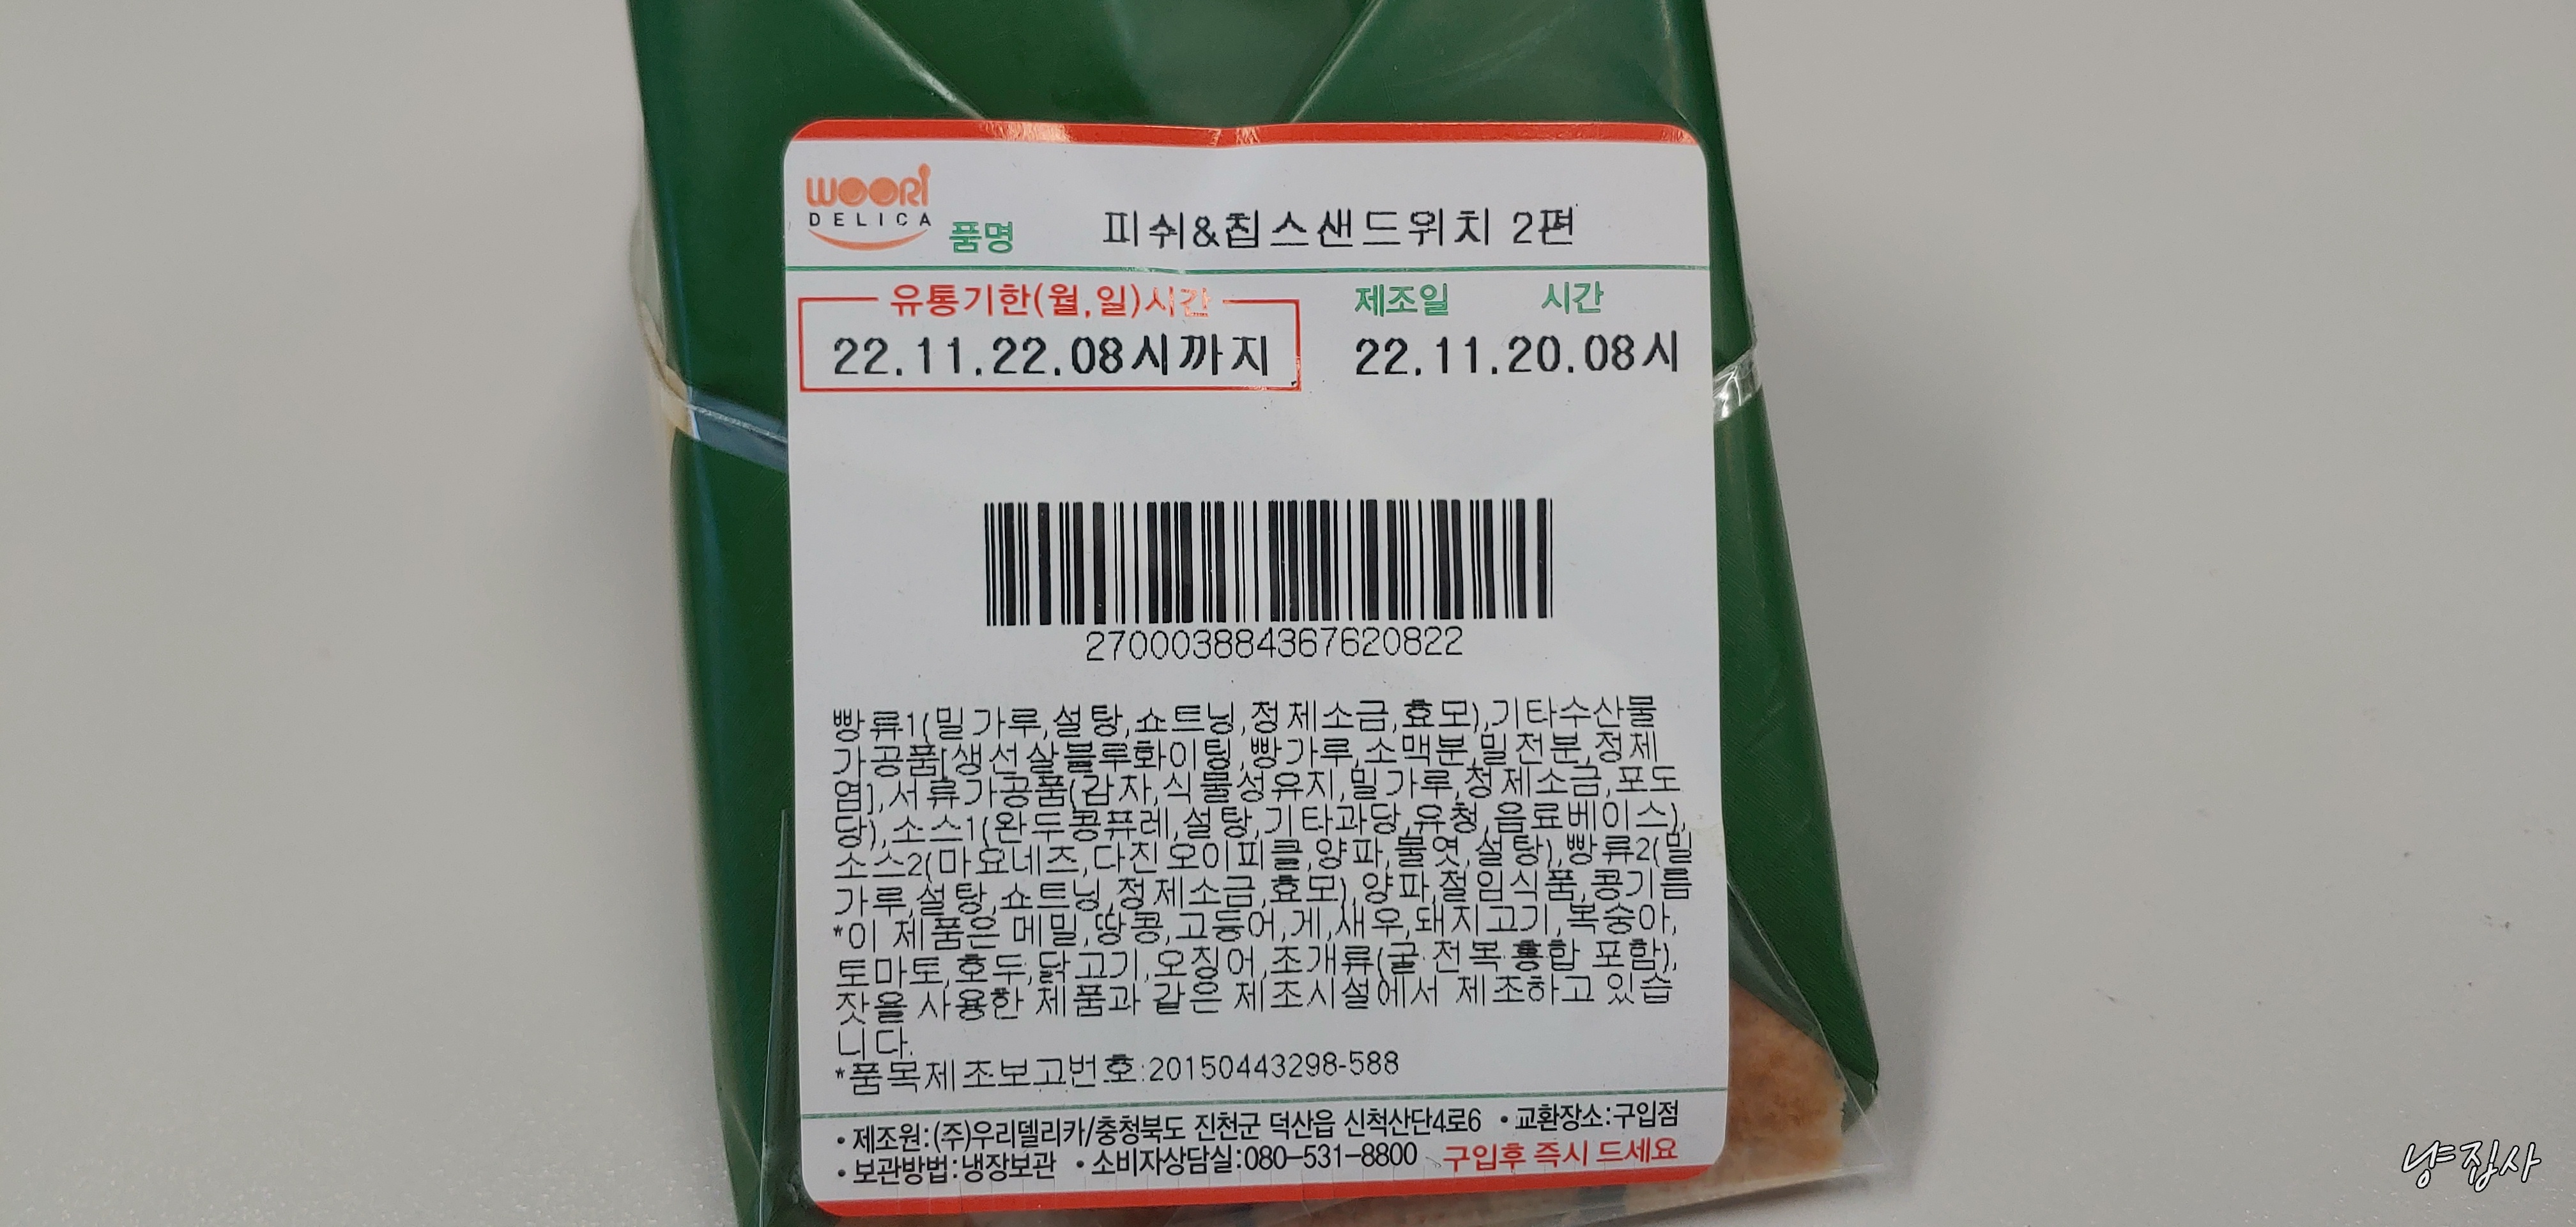 WOORI
DELICA
품명 피쉬&칩스샌드위치 2편
유통기한(월,일)시간 제조일 시간
22.11.22.08시까지 22.11.20.08시
270003884367620822
빵류1(밀가루,설탕,쇼트닝,정제소금,효모),기타수산물
가공품[생선살블루화이팅,빵가루,소맥분,밀전분,정제
염],서류가공품(감자,식물성유지,밀가루,정제소금,포도
당),소스1(완두콩퓨레,설탕,기타과당,유청,음료베이스),
소스2(마요네즈,다진오이피클,양파,물엿,설탕),빵류2(밀
가루,설탕,쇼트닝,정제소금,효모),양파,절임식품,콩기름
*이 제품은 메밀,땅콩,고등어,게,새우,돼지고기,복숭아,
토마토,호두,닭고기,오징어,조개류(굴·전복·홍합 포함),
잣을 사용한 제품과 같은 제조시설에서 제조하고 있습
니다.
*품목제조보고번호:20150443298-588
• 제조원:(주)우리델리카/충청북도 진천군 덕산읍 신척산단4로6 • 교환장소:구입점
• 보관방법:냉장보관 • 소비자상담실:080-531-8800 구입후 즉시 드세요
냥집사